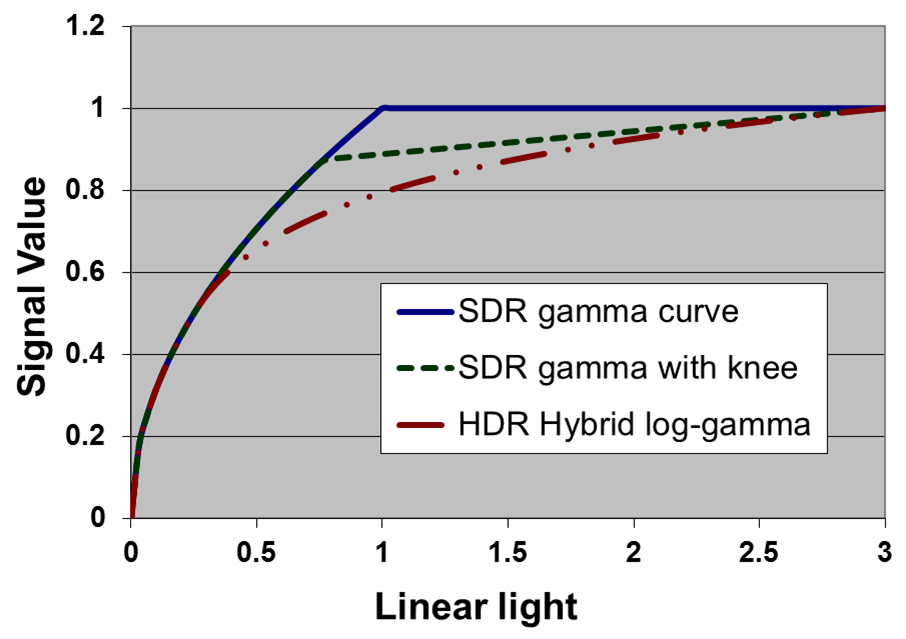 1.2
1
0.8
0.6
0.4
0.2
0
Signal Value
SDR gamma curve
SDR gamma with knee
HDR Hybrid log-gamma
0 0.5 1 1.5 2 2.5 3
Linear light